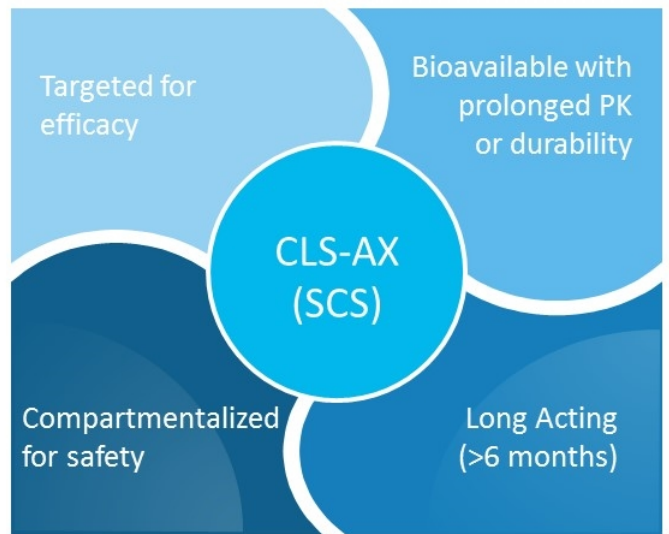 Targeted for
efficacy
Bioavailable with
prolonged PK
or durability
CLS-AX
(SCS)
Compartmentalized
for safety
Long Acting
(>6 months)